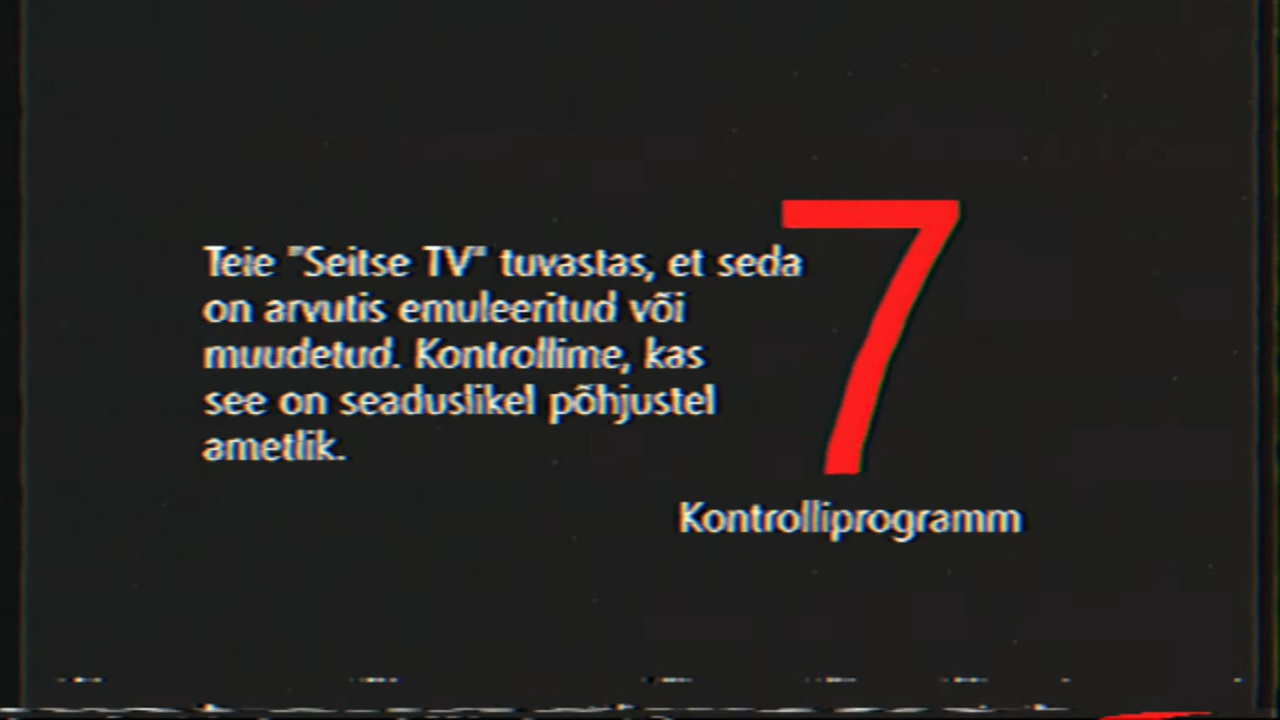 Teie "Seitse TV" tuvastas, et seda
on arvutis emuleeritud või
muudetud. Kontrollime, kas
see on seaduslikel põhjustel
ametlik.
7
Kontrolliprogramm